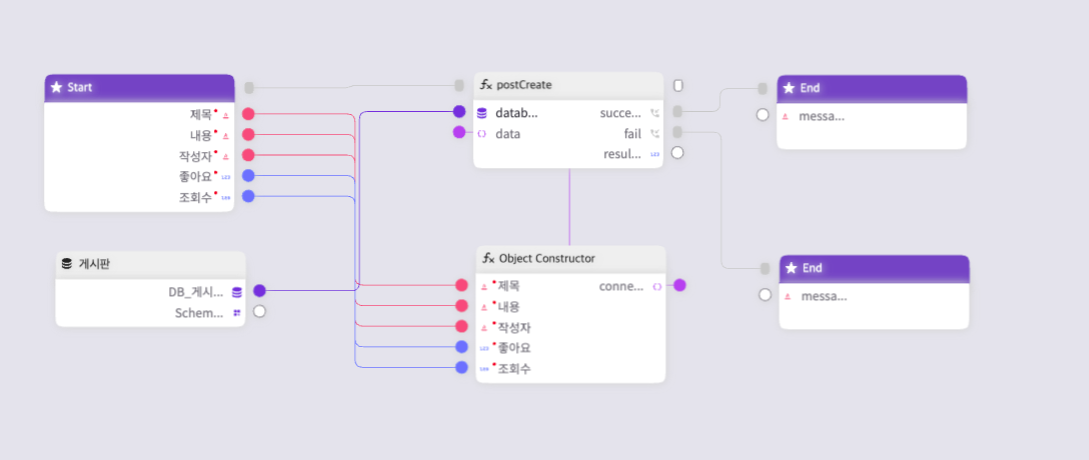 Start
제목
내용
작성자
좋아요
조회수
게시판
DB_게시...
Schem...
postCreate
datab...
succe...
data
fail
resul...
Object Constructor
제목
conne...
내용
작성자
좋아요
조회수
End
messa...
End
messa...